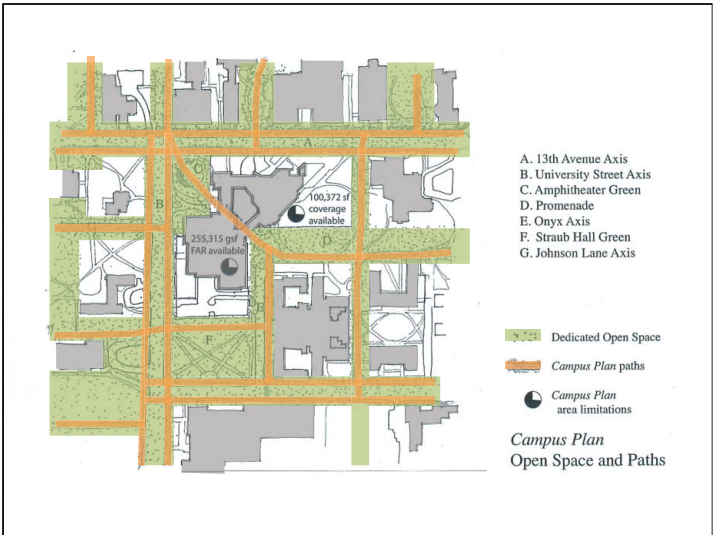 A
C
100,372 sf
coverage
available
B
255,315 gsf
FAR available
D
E
F
A. 13th Avenue Axis
B. University Street Axis
C. Amphitheater Green
D. Promenade
E. Onyx Axis
F. Straub Hall Green
G. Johnson Lane Axis
Dedicated Open Space
Campus Plan paths
Campus Plan
area limitations
Campus Plan
Open Space and Paths